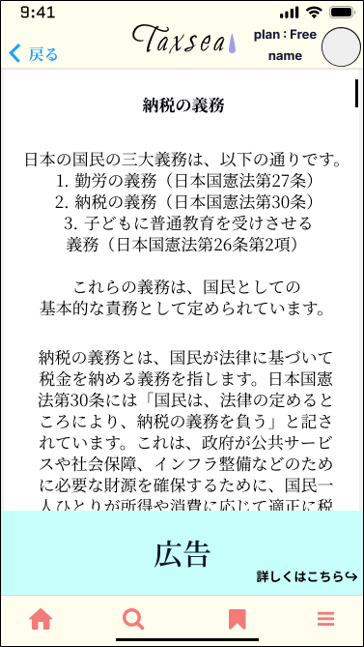 9:41
戻る
Taxsea
plan : Free
name
納税の義務
日本の国民の三大義務は、以下の通りです。
1. 勤労の義務（日本国憲法第27条）
2. 納税の義務（日本国憲法第30条）
3. 子どもに普通教育を受けさせる
義務（日本国憲法第26条第2項）
これらの義務は、国民としての
基本的な責務として定められています。
納税の義務とは、国民が法律に基づいて
税金を納める義務を指します。日本国憲
法第30条には「国民は、法律の定めると
ころにより、納税の義務を負う」と記さ
れています。これは、政府が公共サービ
スや社会保障、インフラ整備などのため
に必要な財源を確保するために、国民一
人ひとりが所得や消費に応じて適正に税
広告
詳しくはこちら↪